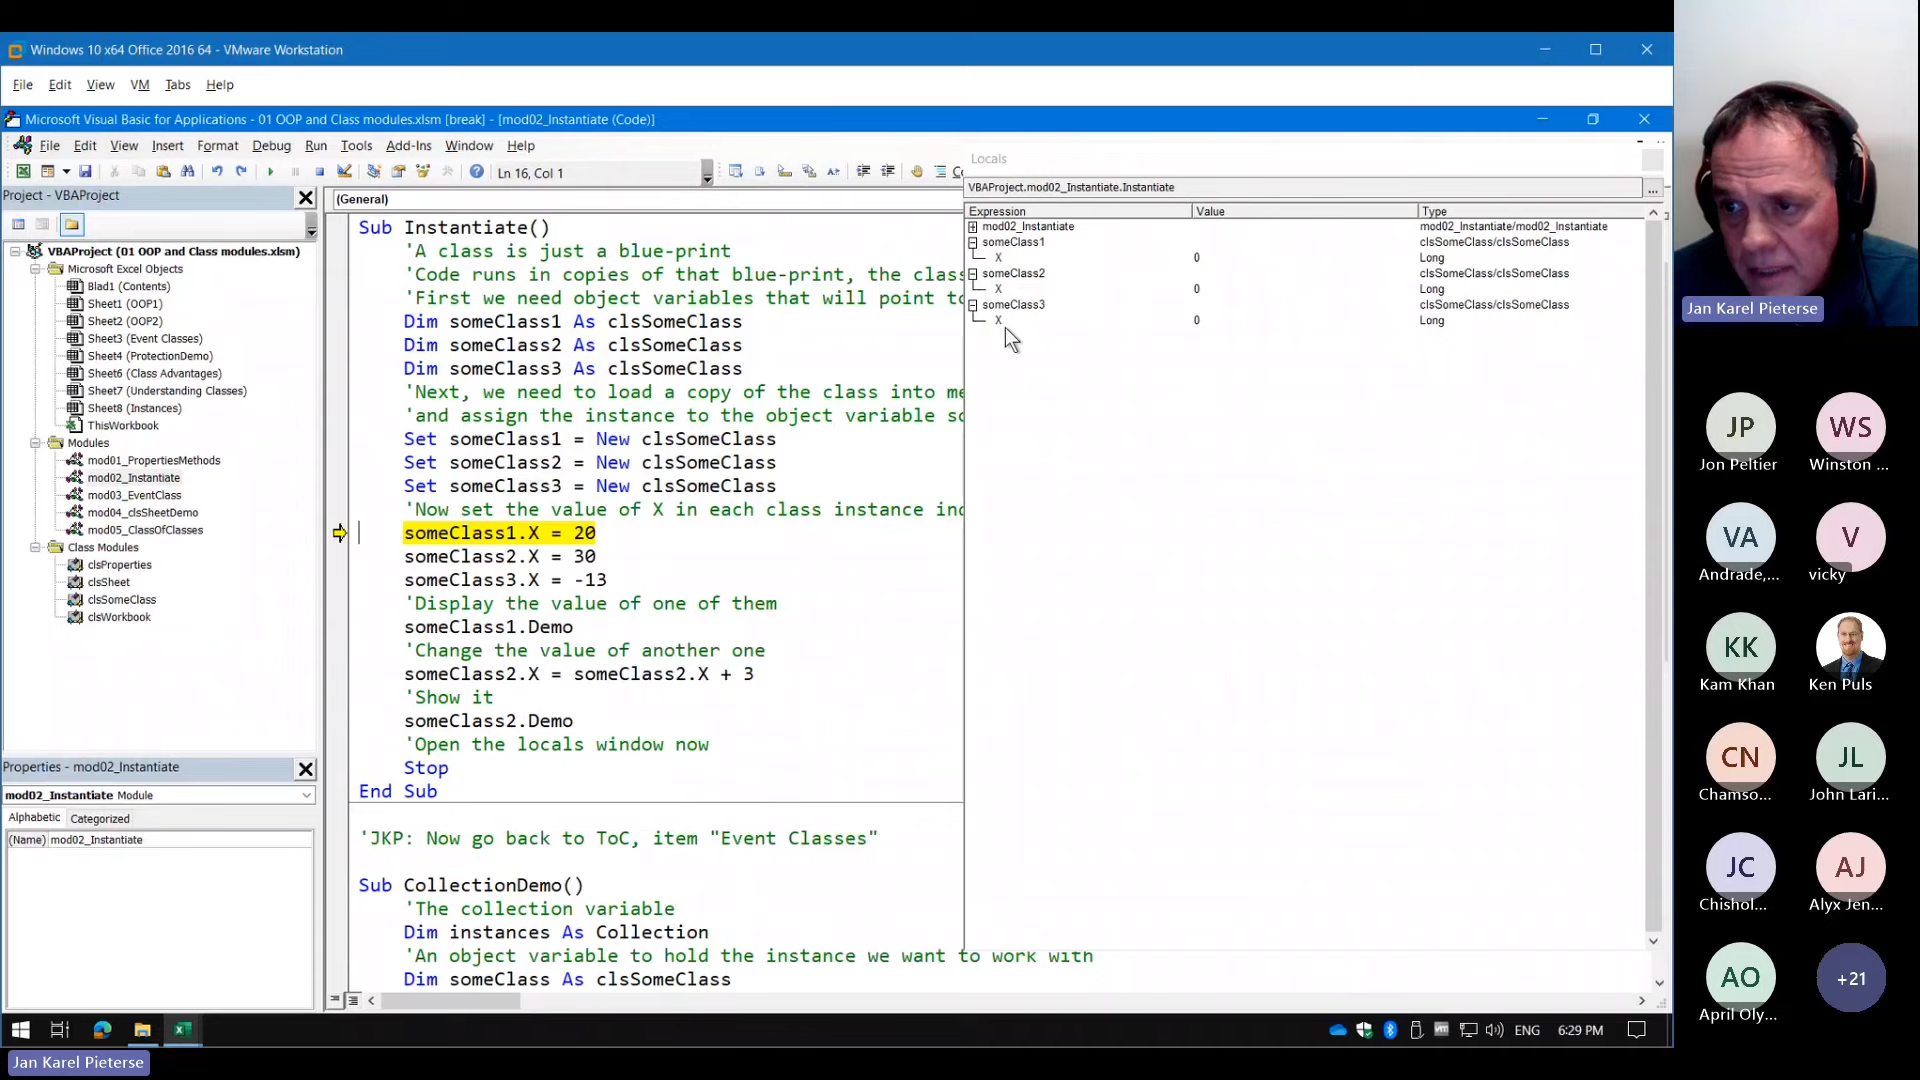 Windows 10 x64 Office 2016 64 - VMware Workstation
File Edit View VM Tabs Help
Microsoft Visual Basic for Applications - 01 OOP and Class modules.xlsm [break] - [mod02_Instantiate (Code)]
File Edit View Insert Format Debug Run Tools Add-Ins Window Help
Ln 16, Col 1
Project - VBAProject
VBAProject (01 OOP and Class modules.xlsm)
Microsoft Excel Objects
Blad1 (Contents)
Sheet1 (OOP1)
Sheet2 (OOP2)
Sheet3 (Event Classes)
Sheet4 (ProtectionDemo)
Sheet6 (Class Advantages)
Sheet7 (Understanding Classes)
Sheet8 (Instances)
ThisWorkbook
Modules
mod01_PropertiesMethods
mod02_Instantiate
mod03_EventClass
mod04_clsSheetDemo
mod05_ClassOfClasses
Class Modules
clsProperties
clsSheet
clsSomeClass
clsWorkbook
Properties - mod02_Instantiate
mod02_Instantiate Module
Alphabetic Categorized
(Name) mod02_Instantiate
(General)
Sub Instantiate()
'A class is just a blue-print
'Code runs in copies of that blue-print, the clas
'First we need object variables that will point t
Dim someClass1 As clsSomeClass
Dim someClass2 As clsSomeClass
Dim someClass3 As clsSomeClass
'Next, we need to load a copy of the class into m
'and assign the instance to the object variable s
Set someClass1 = New clsSomeClass
Set someClass2 = New clsSomeClass
Set someClass3 = New clsSomeClass
'Now set the value of X in each class instance in
someClass1.X = 20
someClass2.X = 30
someClass3.X = -13
'Display the value of one of them
someClass1.Demo
'Change the value of another one
someClass2.X = someClass2.X + 3
'Show it
someClass2.Demo
'Open the locals window now
Stop
End Sub
'JKP: Now go back to ToC, item "Event Classes"
Sub CollectionDemo()
'The collection variable
Dim instances As Collection
'An object variable to hold the instance we want to work with
Dim someClass As clsSomeClass
Locals
VBAProject.mod02_Instantiate.Instantiate
...
Expression Value Type
mod02_Instantiate mod02_Instantiate/mod02_Instantiate
someClass1 clsSomeClass/clsSomeClass
X 0 Long
someClass2 clsSomeClass/clsSomeClass
X 0 Long
someClass3 clsSomeClass/clsSomeClass
X 0 Long
ENG 6:29 PM
Jan Karel Pieterse
Jan Karel Pieterse
JP WS
Jon Peltier Winston ...
VA V
Andrade,... vicky
KK
Kam Khan Ken Puls
CN JL
Chamso... John Lari...
JC AJ
Chishol... Alyx Jen...
AO +21
April Oly...